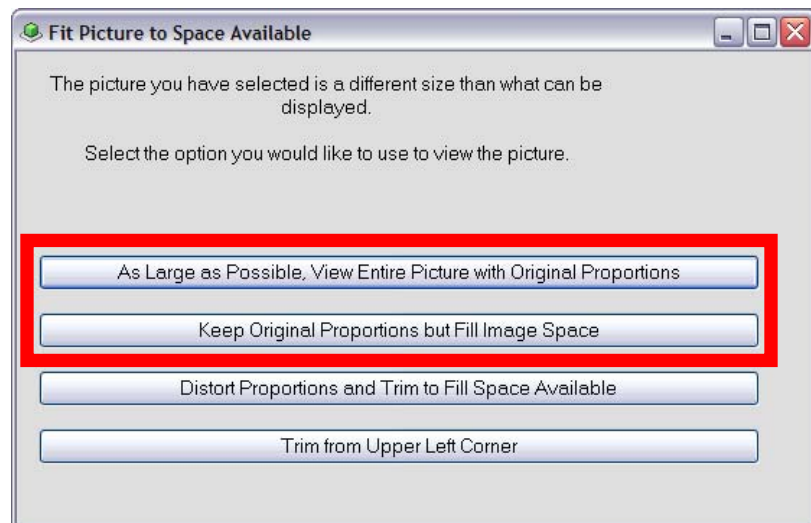 Fit Picture to Space Available
The picture you have selected is a different size than what can be
displayed.
Select the option you would like to use to view the picture.
As Large as Possible, View Entire Picture with Original Proportions
Keep Original Proportions but Fill Image Space
Distort Proportions and Trim to Fill Space Available
Trim from Upper Left Corner